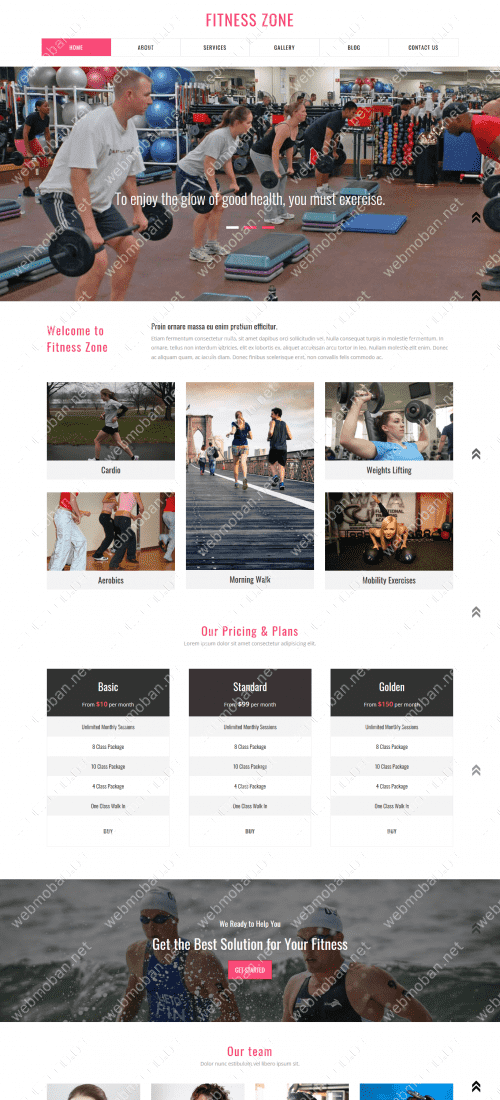 FITNESS ZONE
HOME ABOUT SERVICES GALLERY BLOG CONTACT US
To enjoy the glow of good health, you must exercise.
Welcome to
Fitness Zone
Proin ornare massa eu enim pretium efficitur.
Etiam fermentum consectetur nulla, sit amet dapibus orci sollicitudin vel. Nulla consequat turpis in molestie fermentum. In
ornare, tellus non interdum ultricies, elit ex lobortis ex, aliquet accumsan arcu tortor in leo. Nullam molestie elit enim. Donec
ac aliquam quam, ac iaculis diam. Donec finibus scelerisque erat, non convallis felis commodo ac.
Cardio
Weights Lifting
Aerobics
Morning Walk
Mobility Exercises
Our Pricing & Plans
Lorem ipsum dolor sit amet consectetur adipisicing elit.
Basic
From $10 per month
Unlimited Monthly Sessions
8 Class Package
10 Class Package
4 Class Package
One Class Walk In
BUY
Standard
From $99 per month
Unlimited Monthly Sessions
8 Class Package
10 Class Package
4 Class Package
One Class Walk In
BUY
Golden
From $150 per month
Unlimited Monthly Sessions
8 Class Package
10 Class Package
4 Class Package
One Class Walk In
BUY
We Ready to Help You
Get the Best Solution for Your Fitness
GET STARTED
Our team
Donec nunc vestibulum vel libero ipsum sit.
webmoban.net